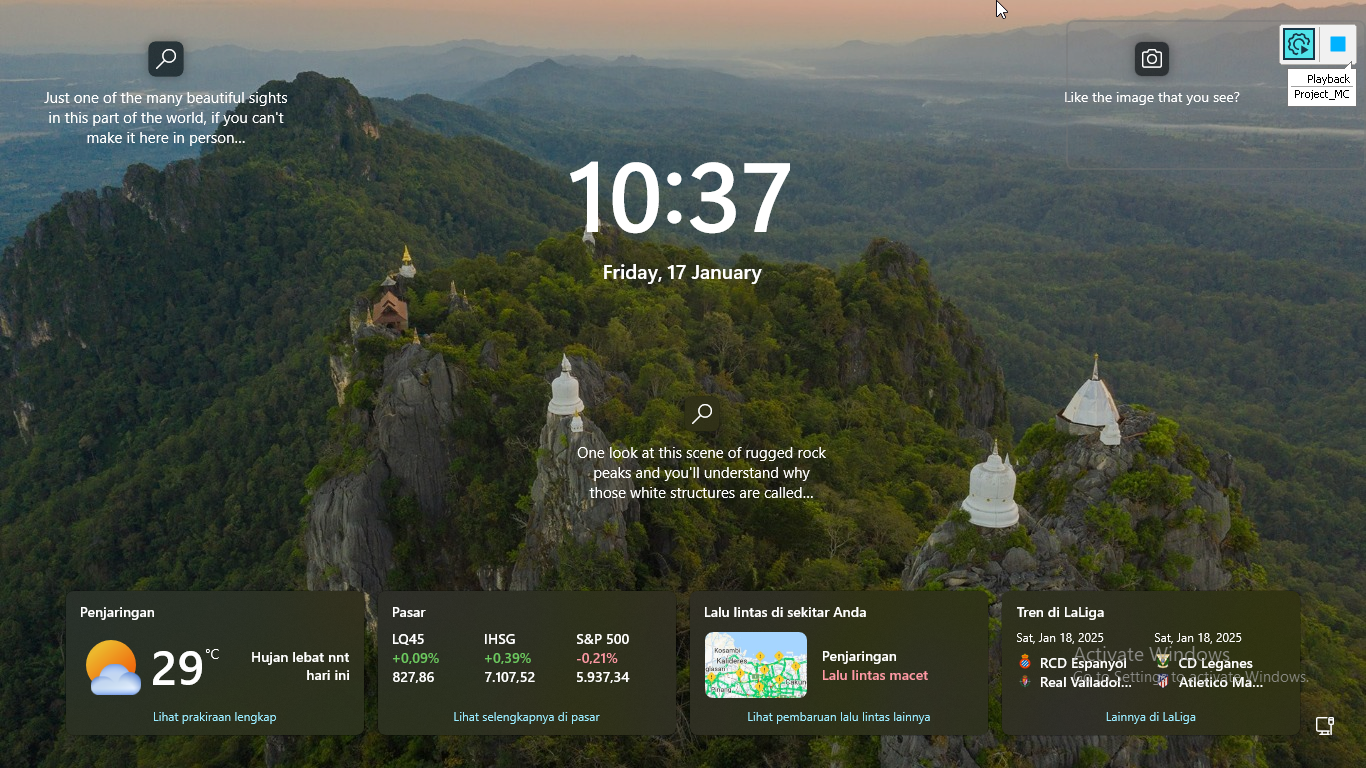 Just one of the many beautiful sights
in this part of the world, if you can't
make it here in person...
Like the image that you see?
Playback
Project_MC
10:37
Friday, 17 January
One look at this scene of rugged rock
peaks and you'll understand why
those white structures are called...
Penjaringan
29 °C
Hujan lebat nnt
hari ini
Lihat prakiraan lengkap
Pasar
LQ45 IHSG S&P 500
+0,09% +0,39% -0,21%
827,86 7.107,52 5.937,34
Lihat selengkapnya di pasar
Lalu lintas di sekitar Anda
Kosambi
Kalideres
Penjaringan
Lalu lintas macet
Lihat pembaruan lalu lintas lainnya
Tren di LaLiga
Sat, Jan 18, 2025 Sat, Jan 18, 2025
RCD Espanyol CD Leganes
Real Valladol... Atletico Ma...
Lainnya di LaLiga
Activate Windows
Go to Settings to activate Windows.